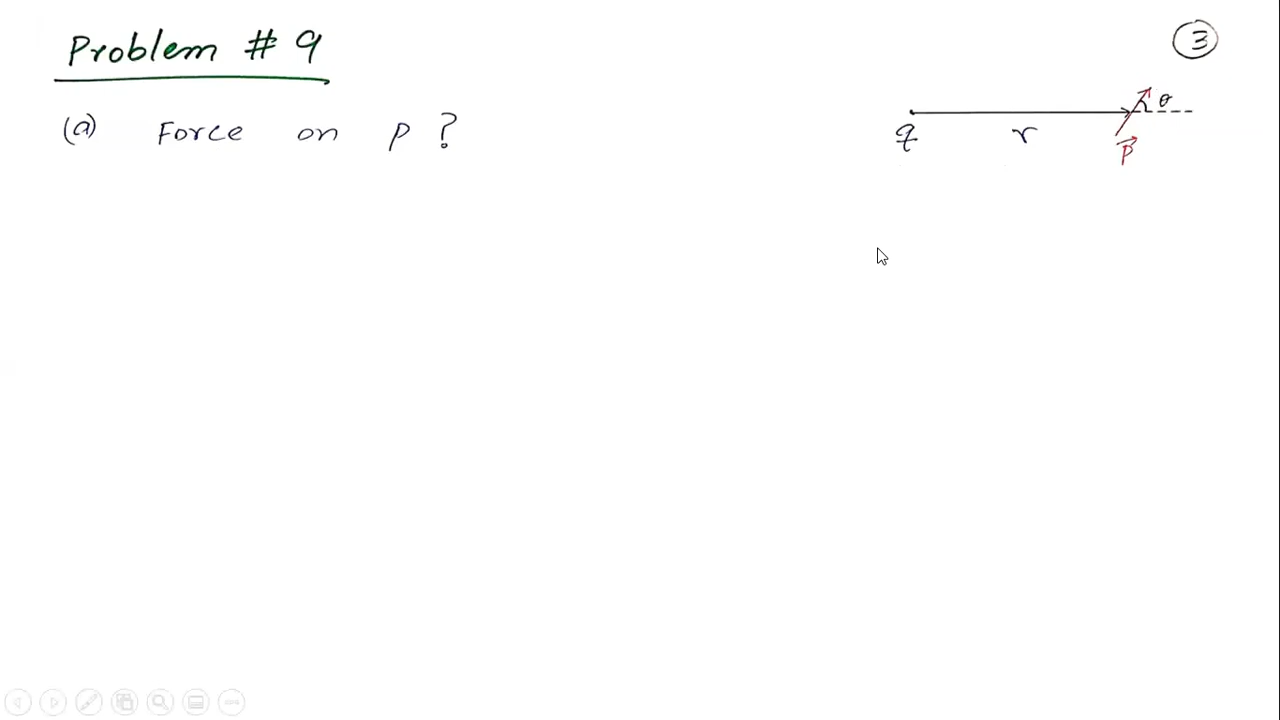 Problem # 9
③
(a) Force on p ?
θ
q r p⃗